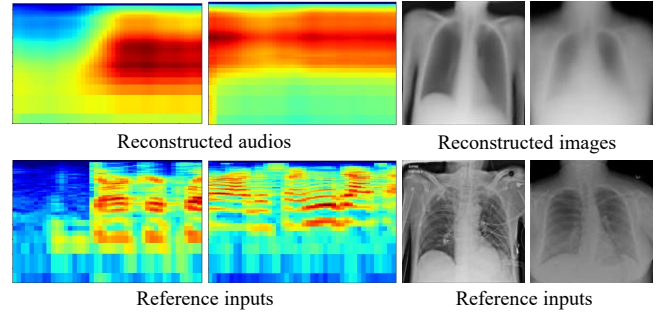 Reconstructed audios
Reconstructed images
Reference inputs
Reference inputs